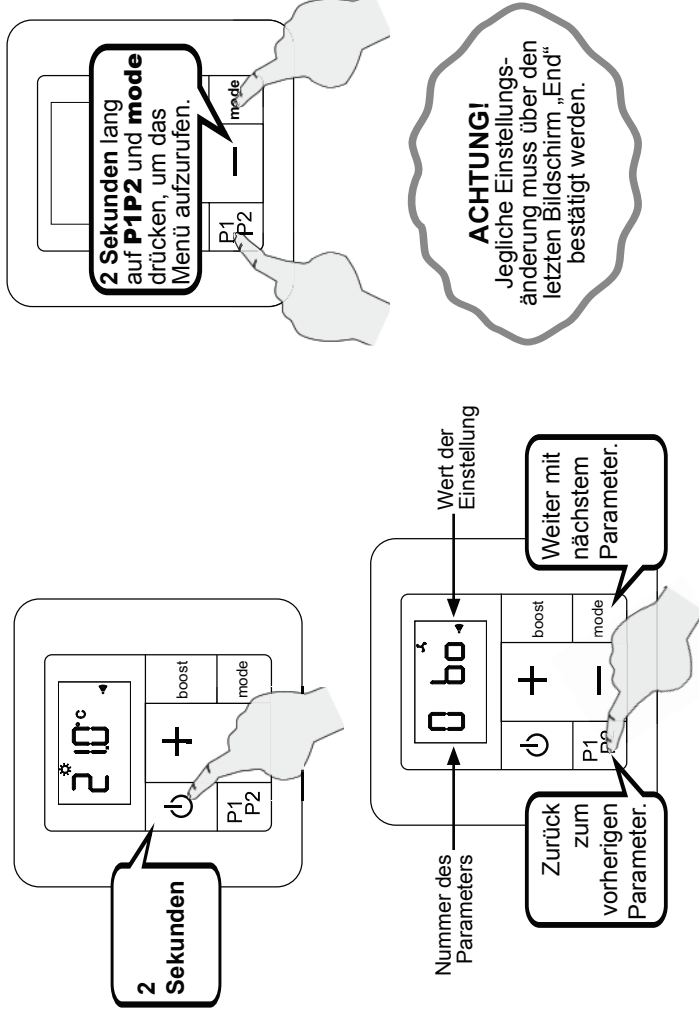 2
Sekunden
21.0°C
boost
P1
P2
mode
2 Sekunden lang
auf P1P2 und mode
drücken, um das
Menü aufzurufen.
P1
P2
mode
Nummer des
Parameters
Wert der
Einstellung
0 bo
boost
P1
P2
mode
Zurück
zum
vorherigen
Parameter.
Weiter mit
nächstem
Parameter.
ACHTUNG!
Jegliche Einstellungs-
änderung muss über den
letzten Bildschirm „End“
bestätigt werden.